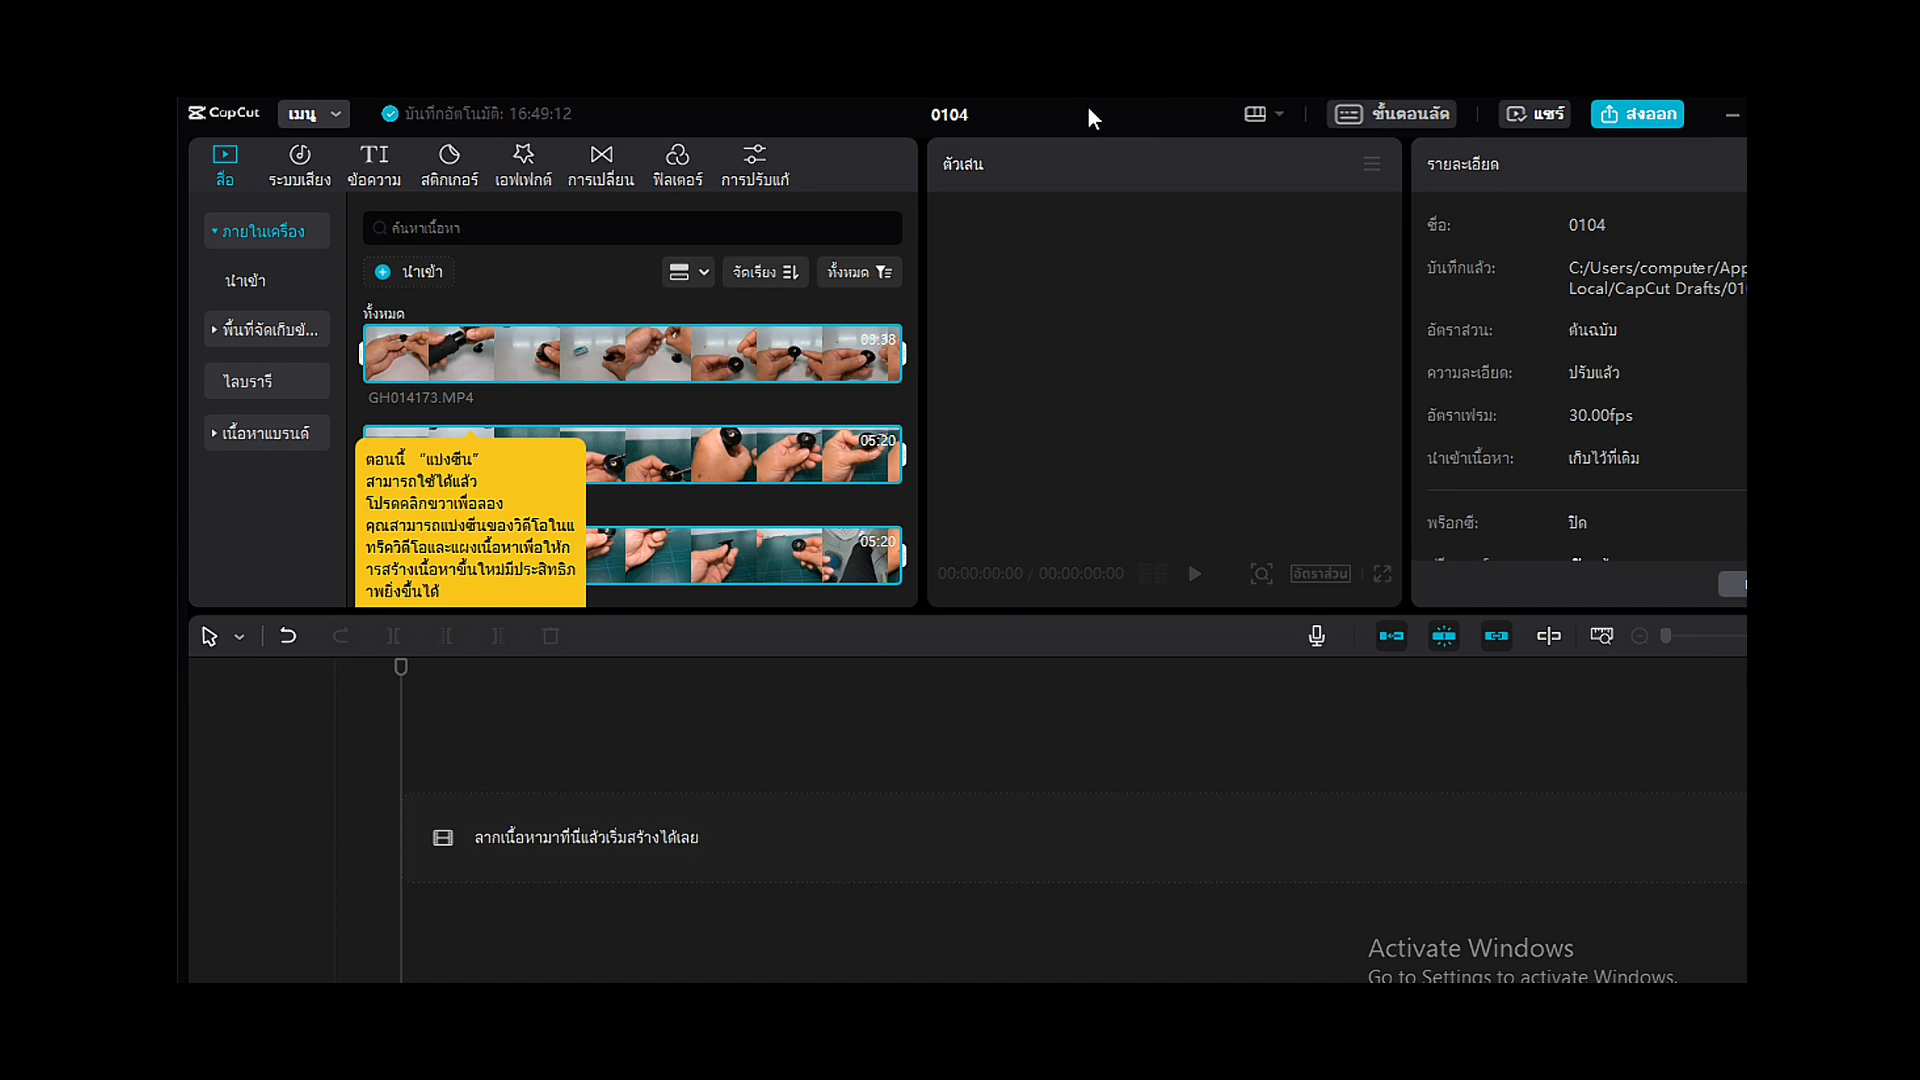 CapCut
เมนู
บันทึกอัตโนมัติ: 16:49:12
0104
ขั้นตอนลัด
แชร์
ส่งออก
สื่อ
ระบบเสียง
ข้อความ
สติกเกอร์
เอฟเฟกต์
การเปลี่ยน
ฟิลเตอร์
การปรับแก้
ภายในเครื่อง
นำเข้า
พื้นที่จัดเก็บข้...
ไลบรารี
เนื้อหาแบรนด์
ค้นหาเนื้อหา
นำเข้า
จัดเรียง
ทั้งหมด
ทั้งหมด
03:38
GH014173.MP4
05:20
05:20
ตอนนี้ "แบ่งซีน"
สามารถใช้ได้แล้ว
โปรดคลิกขวาเพื่อลอง
คุณสามารถแบ่งซีนของวิดีโอในแ
ทร็ควิดีโอและแผงเนื้อหาเพื่อให้ก
ารสร้างเนื้อหาขึ้นใหม่มีประสิทธิภ
าพยิ่งขึ้นได้
ตัวเล่น
00:00:00:00 / 00:00:00:00
อัตราส่วน
รายละเอียด
ชื่อ: 0104
บันทึกแล้ว: C:/Users/computer/App
Local/CapCut Drafts/01
อัตราส่วน: ต้นฉบับ
ความละเอียด: ปรับแล้ว
อัตราเฟรม: 30.00fps
นำเข้าเนื้อหา: เก็บไว้ที่เดิม
พร็อกซี: ปิด
ลากเนื้อหามาที่นี่แล้วเริ่มสร้างได้เลย
Activate Windows
Go to Settings to activate Windows.